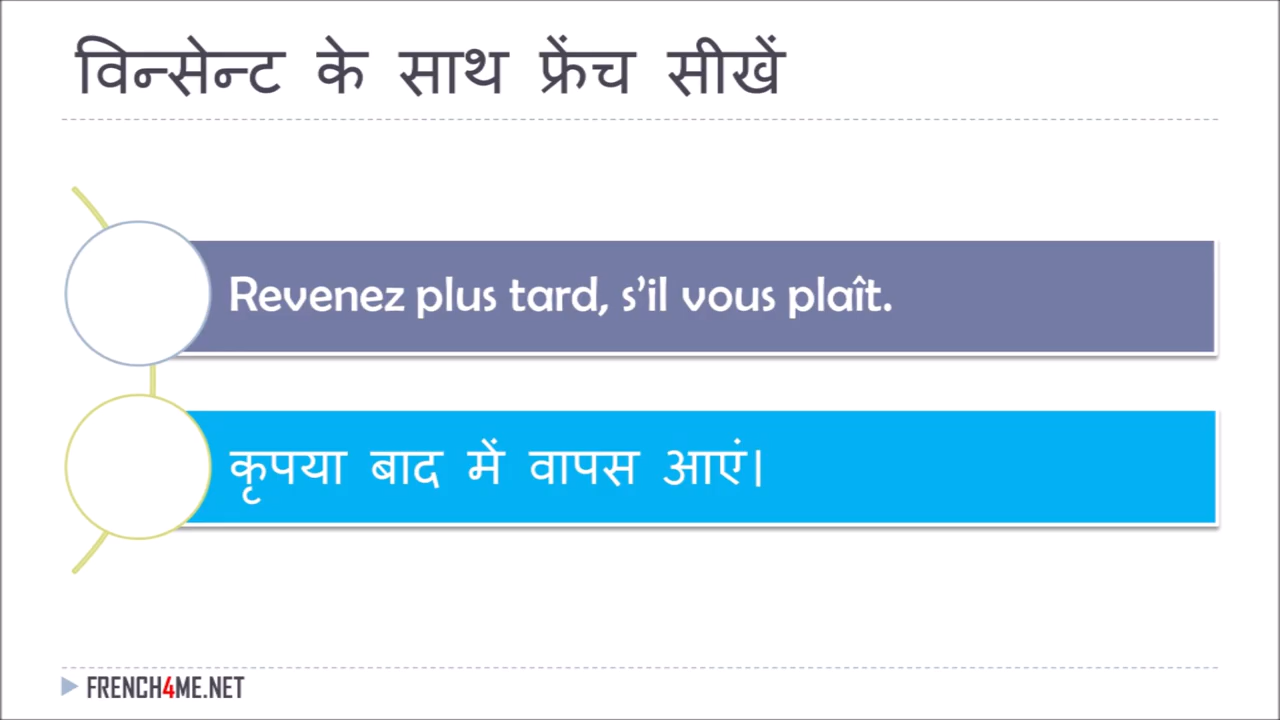 विन्सेन्ट के साथ फ्रेंच सीखें
Revenez plus tard, s’il vous plaît.
कृपया बाद में वापस आएं।
FRENCH4ME.NET